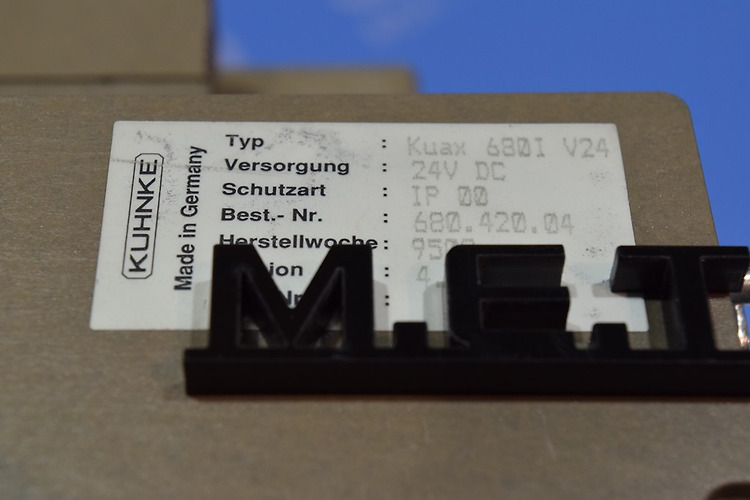 KUHNKE
Made in Germany
Typ : Kuax 680I V24
Versorgung : 24V DC
Schutzart : IP 00
Best.- Nr. : 680.420.04
Herstellwoche :
: 4
:
M.E.T